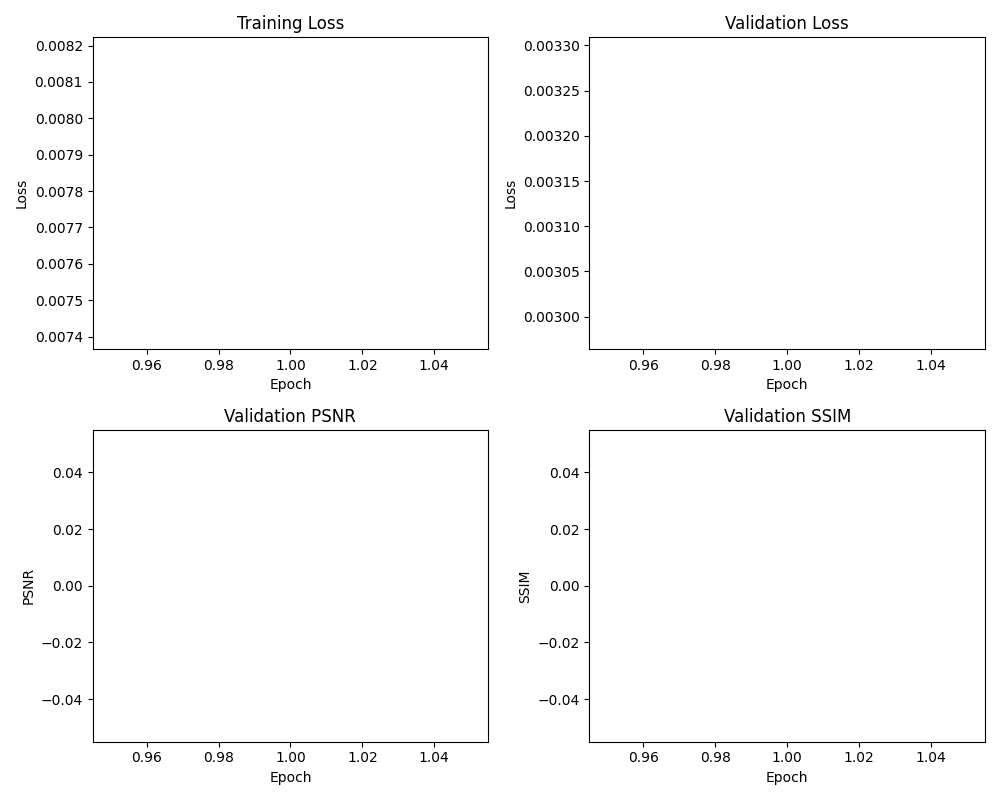 Training Loss
0.0082
0.0081
0.0080
0.0079
0.0078
0.0077
0.0076
0.0075
0.0074
Loss
0.96 0.98 1.00 1.02 1.04
Epoch
Validation Loss
0.00330
0.00325
0.00320
0.00315
0.00310
0.00305
0.00300
Loss
0.96 0.98 1.00 1.02 1.04
Epoch
Validation PSNR
0.04
0.02
0.00
−0.02
−0.04
PSNR
0.96 0.98 1.00 1.02 1.04
Epoch
Validation SSIM
0.04
0.02
0.00
−0.02
−0.04
SSIM
0.96 0.98 1.00 1.02 1.04
Epoch